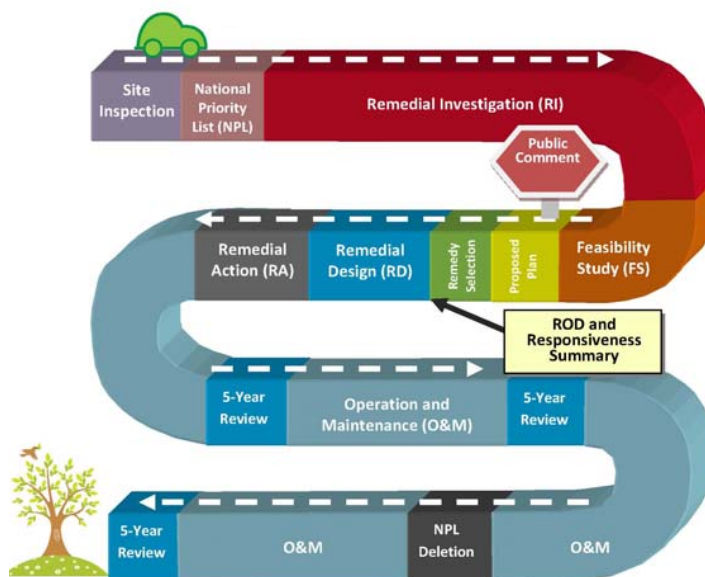 Site
Inspection
National
Priority
List (NPL)
Remedial Investigation (RI)
Public
Comment
Remedial
Action (RA)
Remedial
Design (RD)
Remedy
Selection
Proposed
Plan
Feasibility
Study (FS)
ROD and
Responsiveness
Summary
5-Year
Review
Operation and
Maintenance (O&M)
5-Year
Review
5-Year
Review
O&M
NPL
Deletion
O&M